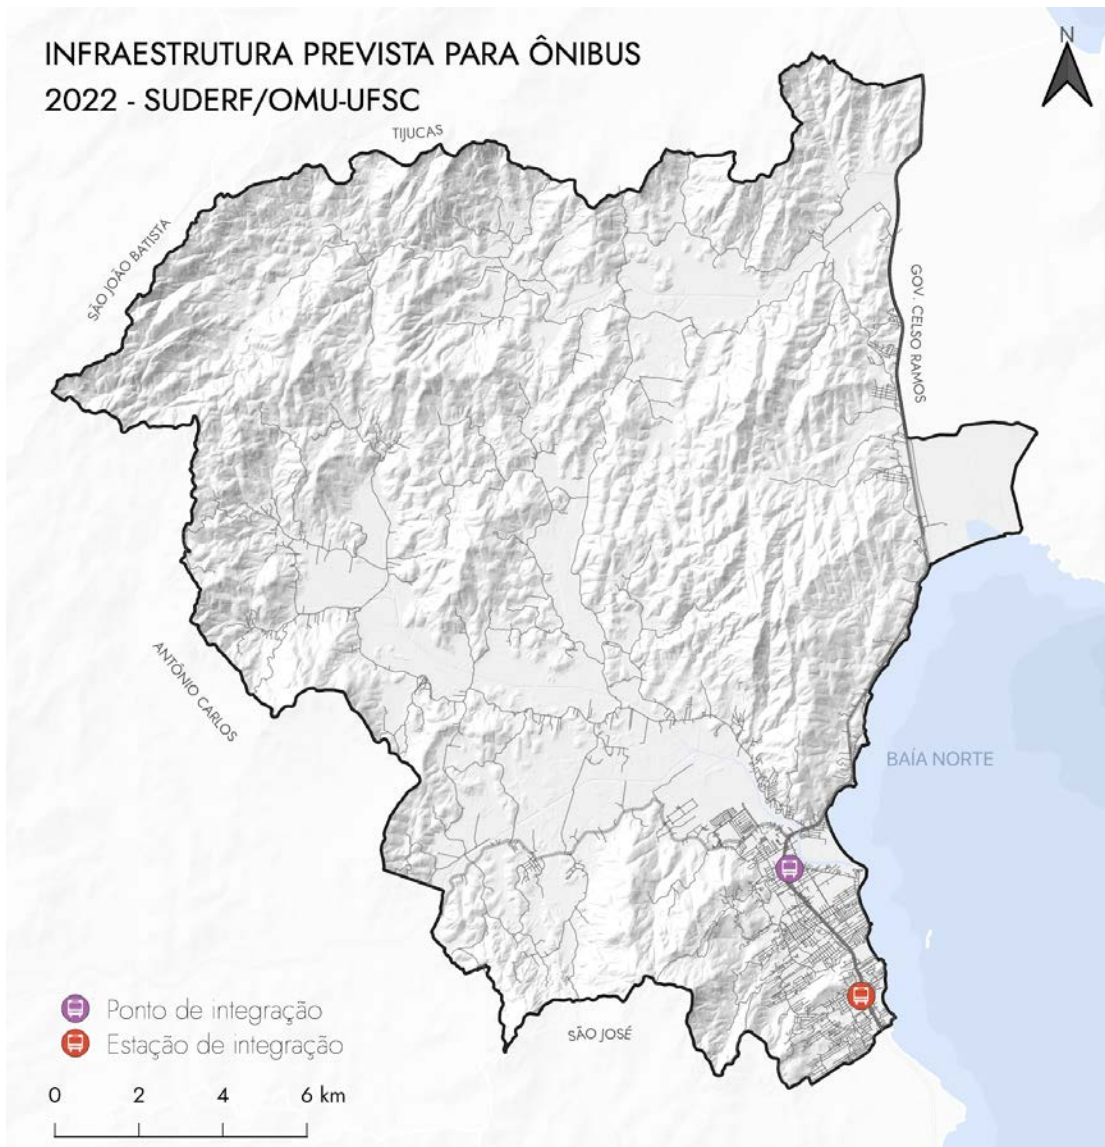 INFRAESTRUTURA PREVISTA PARA ÔNIBUS
2022 - SUDERF/OMU-UFSC
N
TIJUCAS
SÃO JOÃO BATISTA
GOV. CELSO RAMOS
ANTÔNIO CARLOS
BAÍA NORTE
SÃO JOSÉ
Ponto de integração
Estação de integração
0 2 4 6 km